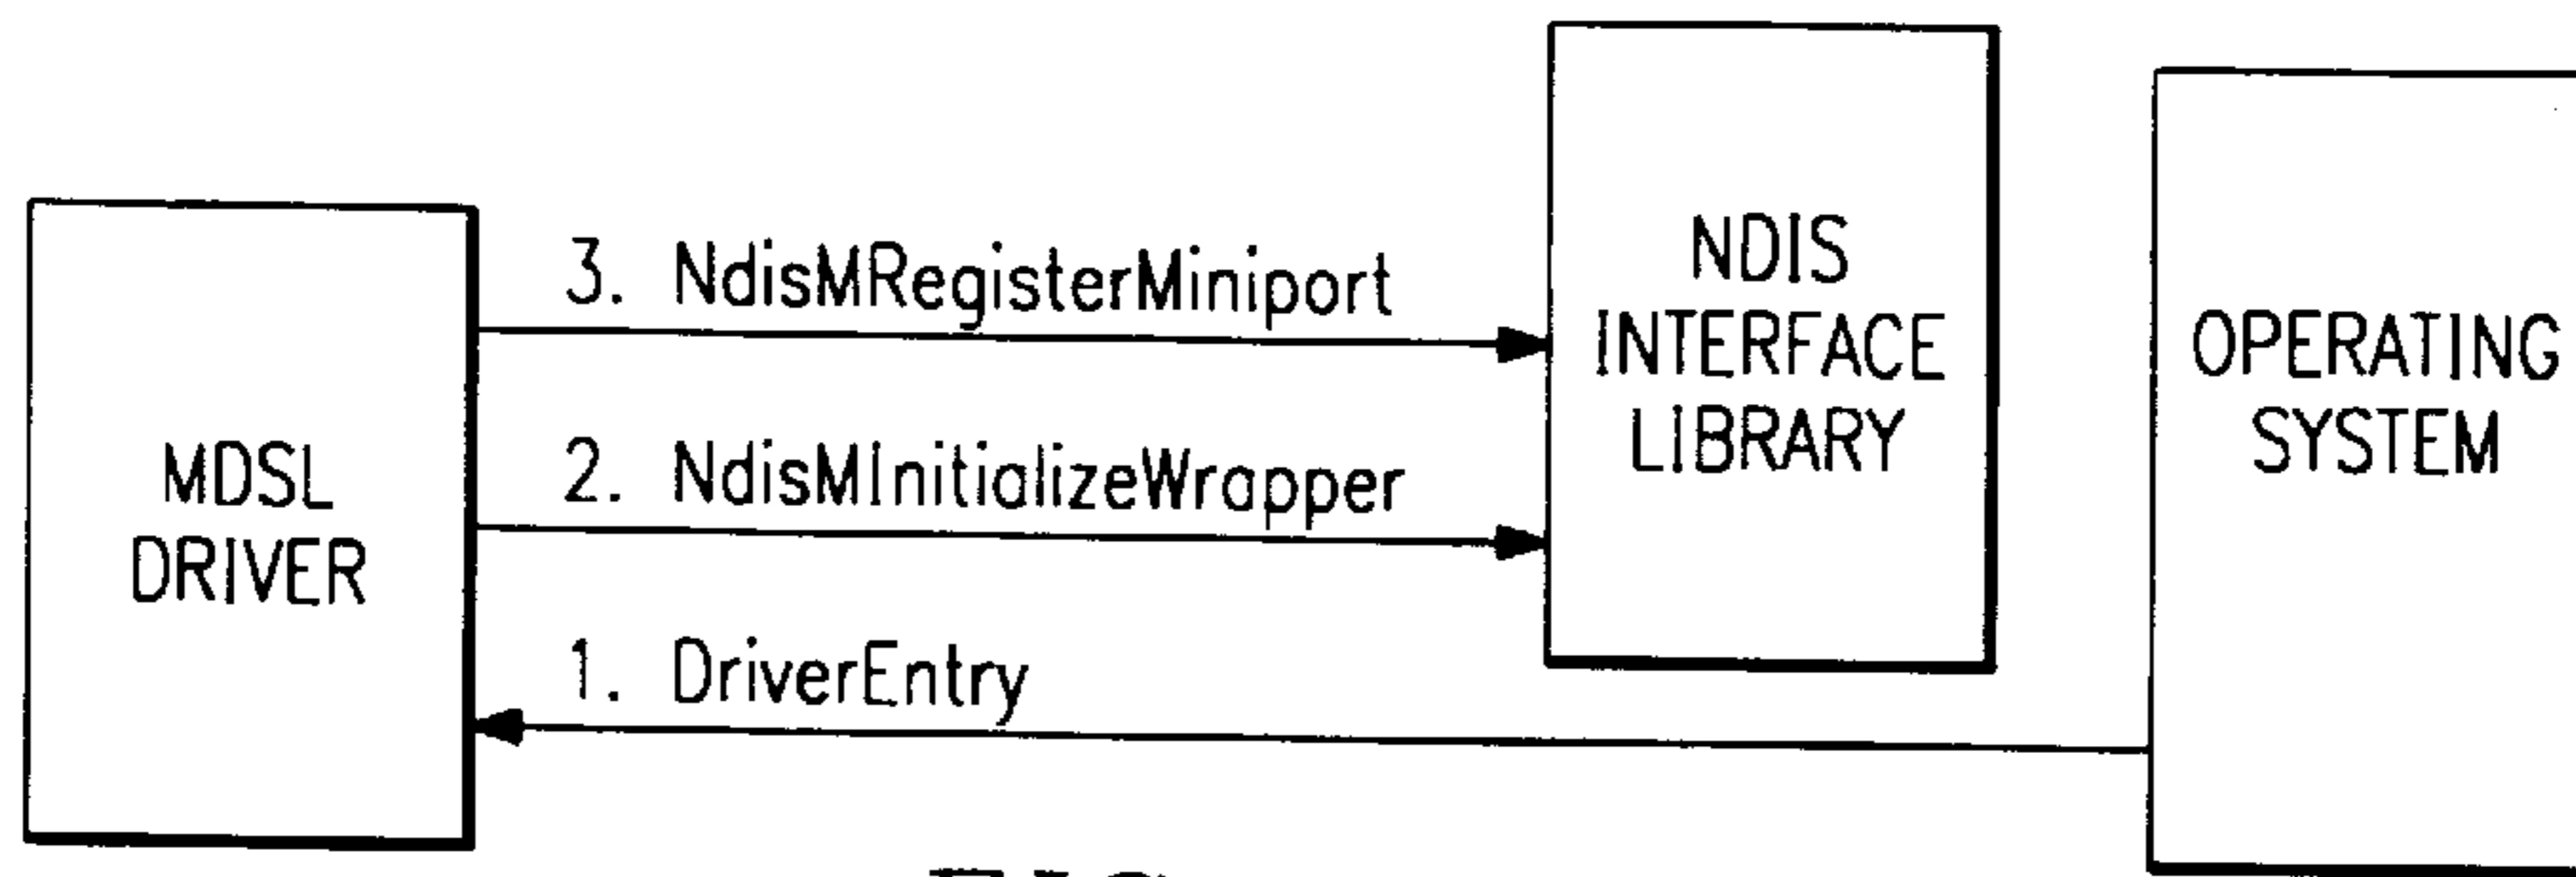 MDSL
DRIVER
3. NdisMRegisterMiniport
2. NdisMInitializeWrapper
1. DriverEntry
NDIS
INTERFACE
LIBRARY
OPERATING
SYSTEM